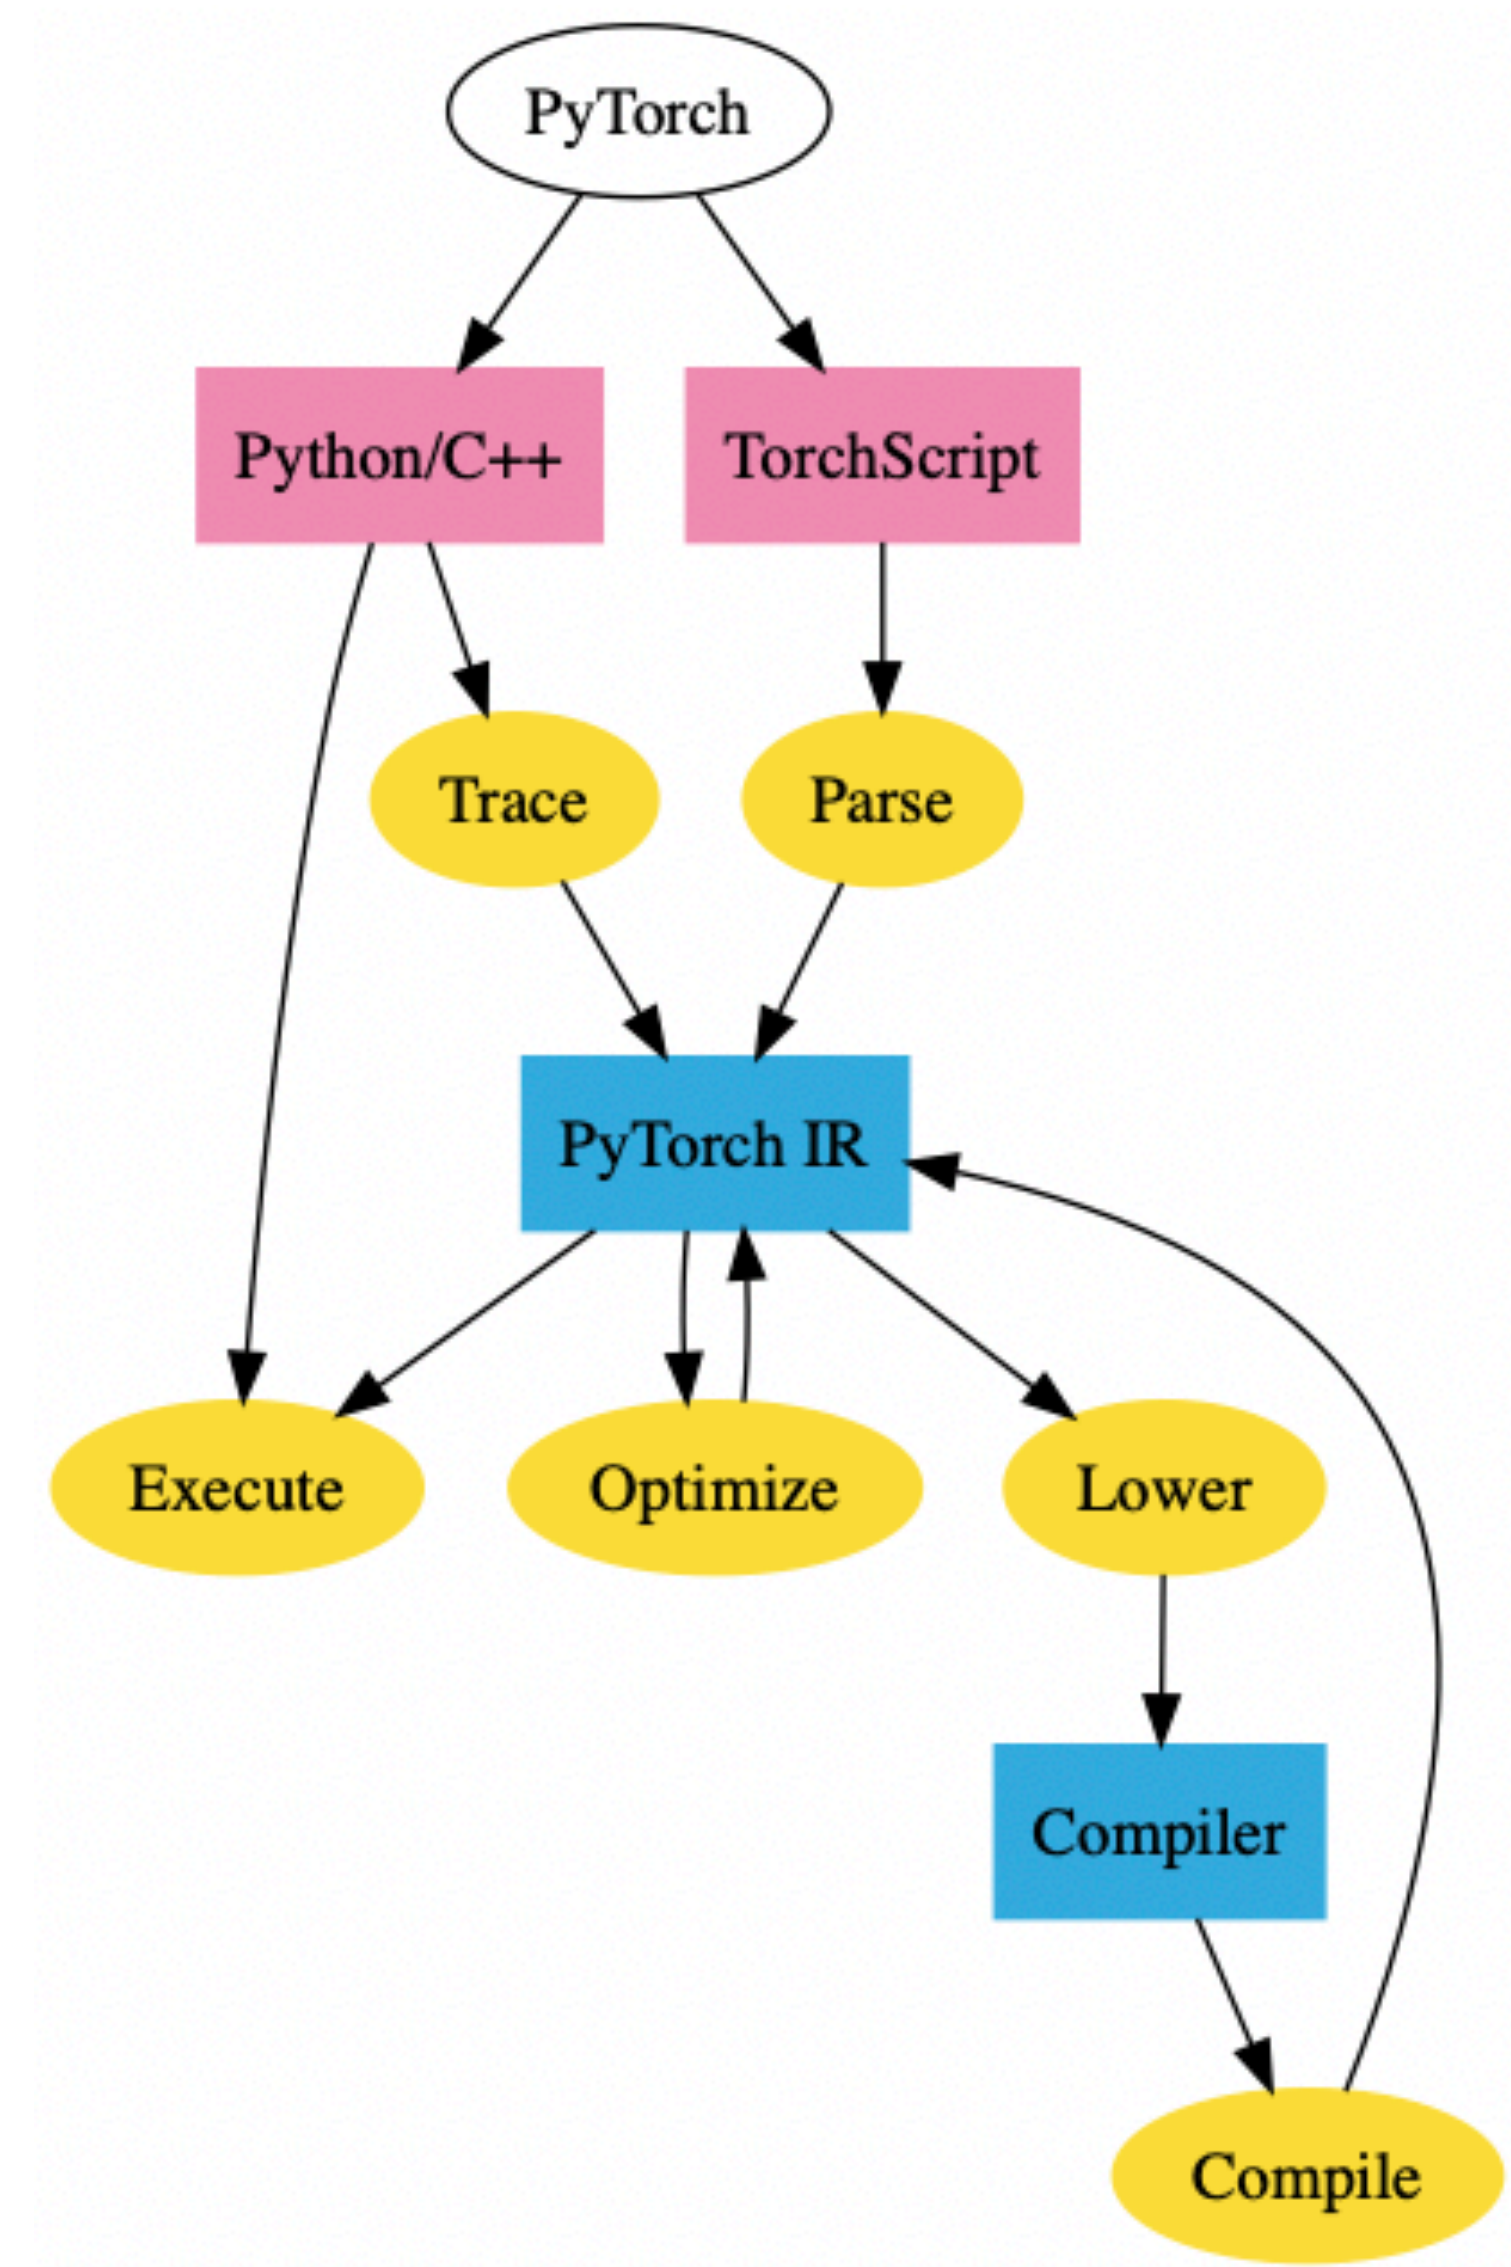 PyTorch
Python/C++
TorchScript
Trace
Parse
PyTorch IR
Execute
Optimize
Lower
Compiler
Compile